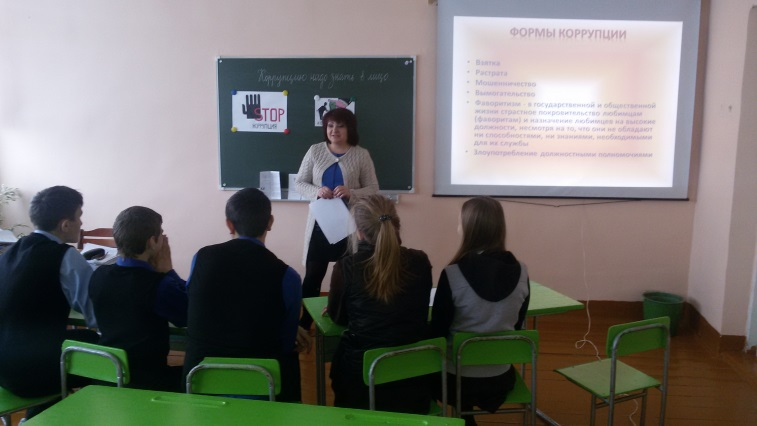 Коррупцию надо знать в лицо
STOP
КОРРУПЦИЯ
ФОРМЫ КОРРУПЦИИ
• Взятка
• Растрата
• Мошенничество
• Вымогательство
• Фаворитизм - в государственной и общественной
жизни страстное покровительство любимцам
(фаворитам) и назначение любимцев на высокие
должности, несмотря на то, что они не обладают
ни способностями, ни знаниями, необходимыми
для их службы
• Злоупотребление должностными полномочиями